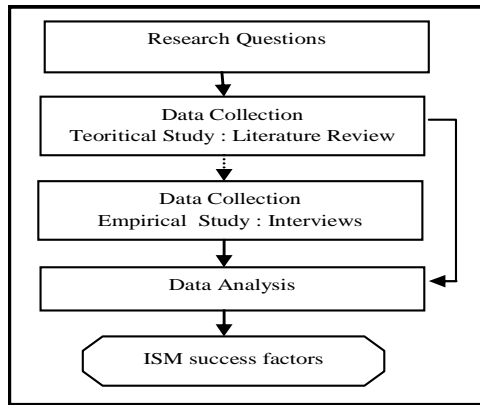 Research Questions
Data Collection
Teoritical Study : Literature Review
Data Collection
Empirical Study : Interviews
Data Analysis
ISM success factors